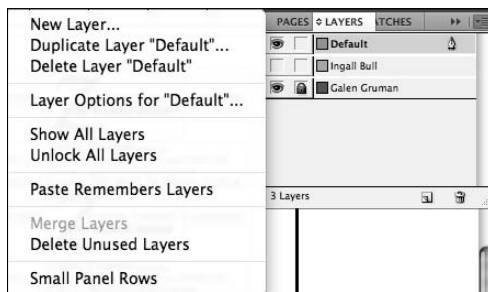 New Layer...
Duplicate Layer "Default"...
Delete Layer "Default"
Layer Options for "Default"...
Show All Layers
Unlock All Layers
Paste Remembers Layers
Merge Layers
Delete Unused Layers
Small Panel Rows
PAGES LAYERS ATCHES
Default
Ingall Bull
Galen Gruman
3 Layers